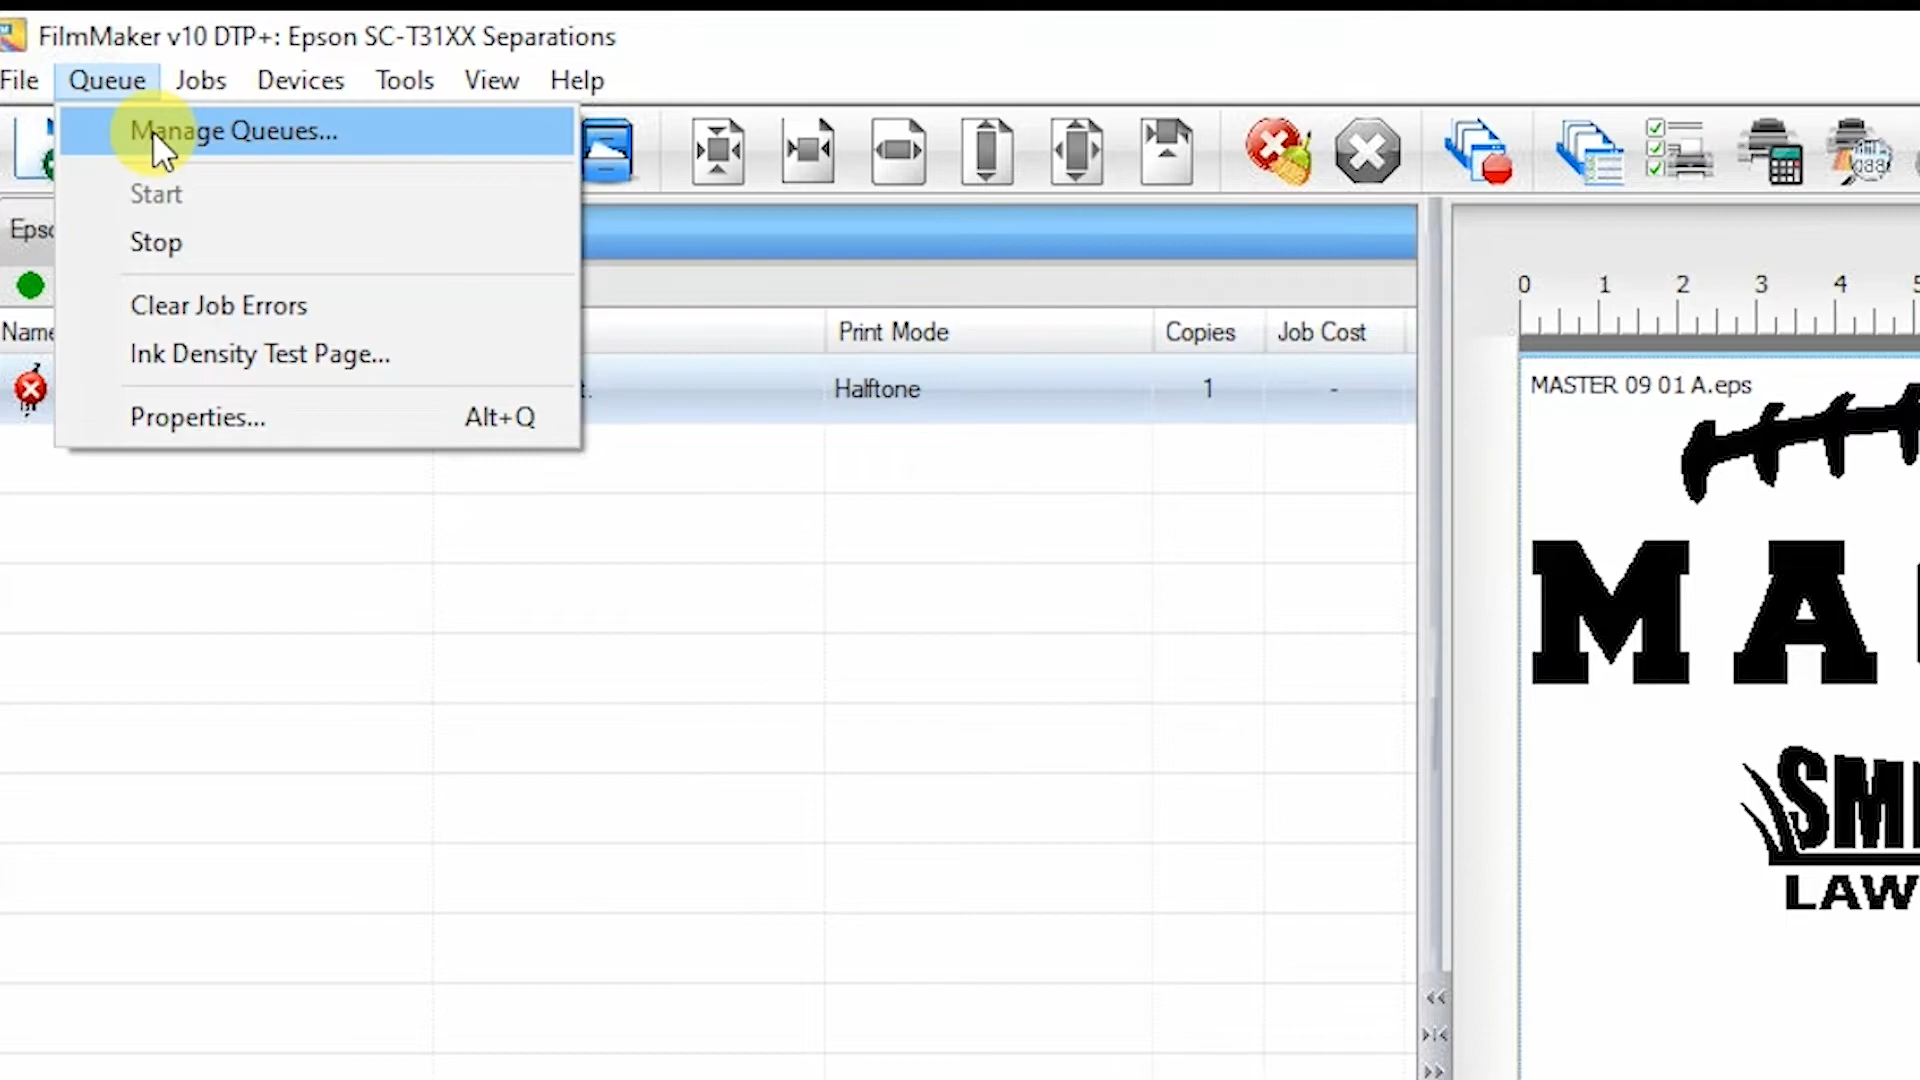 FilmMaker v10 DTP+: Epson SC-T31XX Separations
File Queue Jobs Devices Tools View Help
Manage Queues...
Start
Stop
Clear Job Errors
Ink Density Test Page...
Properties... Alt+Q
Print Mode Copies Job Cost
Halftone 1 -
0 1 2 3 4
MASTER 09 01 A.eps
M A